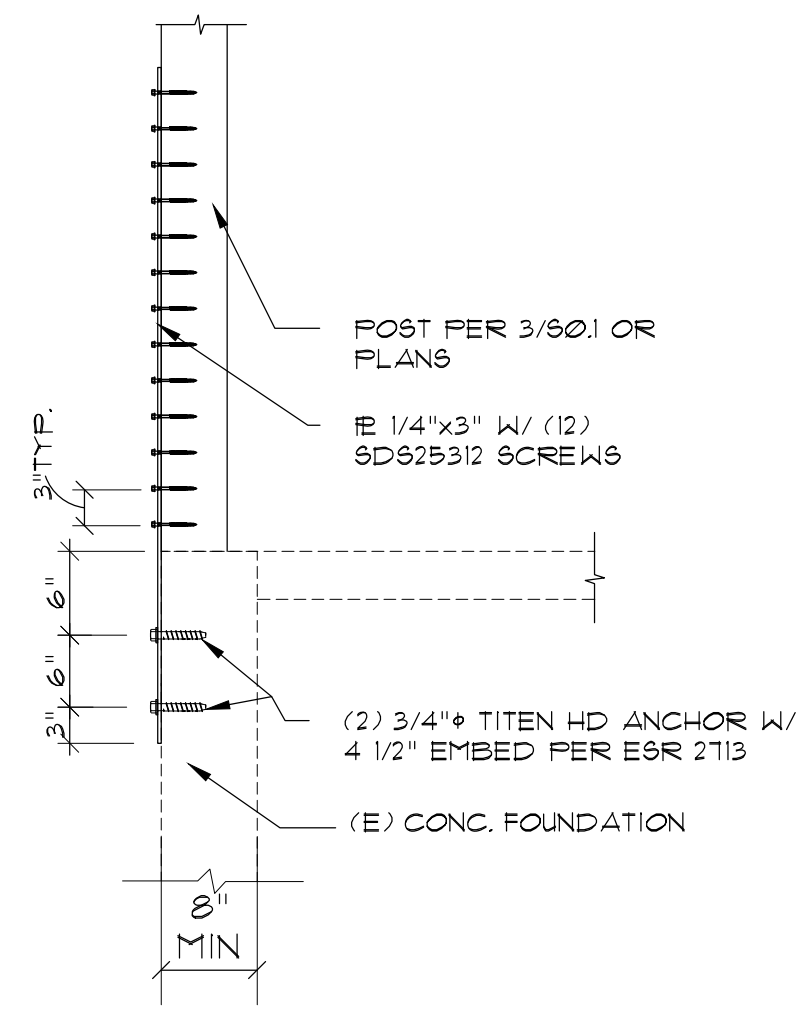 POST PER 3/S0.1 OR
PLANS
PL 1/4"x3" W/ (12)
SDS25312 SCREWS
3"TYP.
6"
6"
3"
(2) 3/4"ϕ TITEN HD ANCHOR W/
4 1/2" EMBED PER ESR 2713
(E) CONC. FOUNDATION
8"
MIN